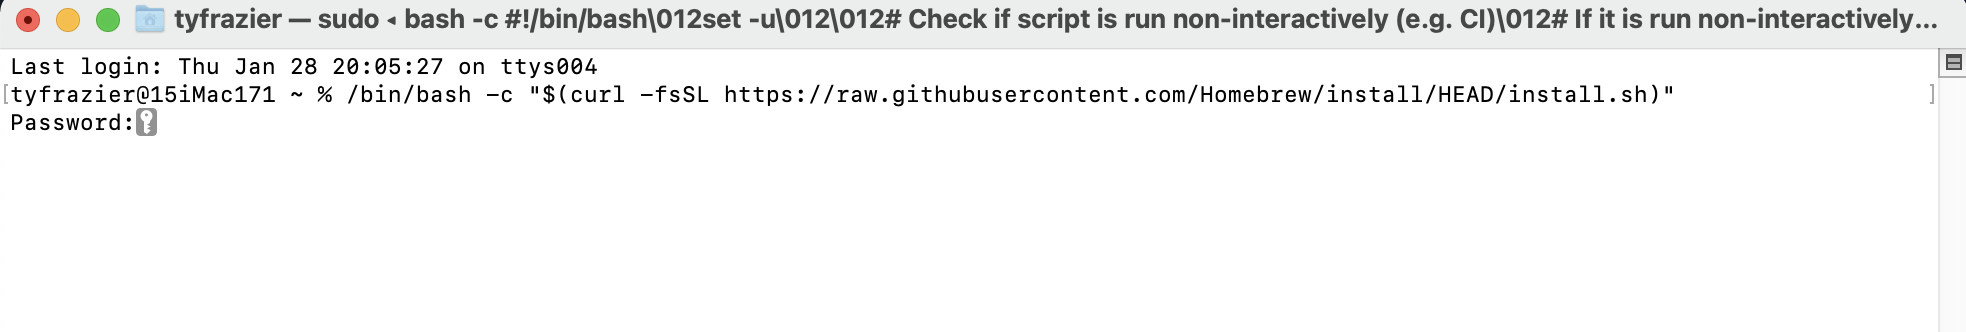 tyfrazier — sudo ◂ bash -c #!/bin/bash\012set -u\012\012# Check if script is run non-interactively (e.g. CI)\012# If it is run non-interactively...
Last login: Thu Jan 28 20:05:27 on ttys004
[tyfrazier@15iMac171 ~ % /bin/bash -c "$(curl -fsSL https://raw.githubusercontent.com/Homebrew/install/HEAD/install.sh)" ]
Password: